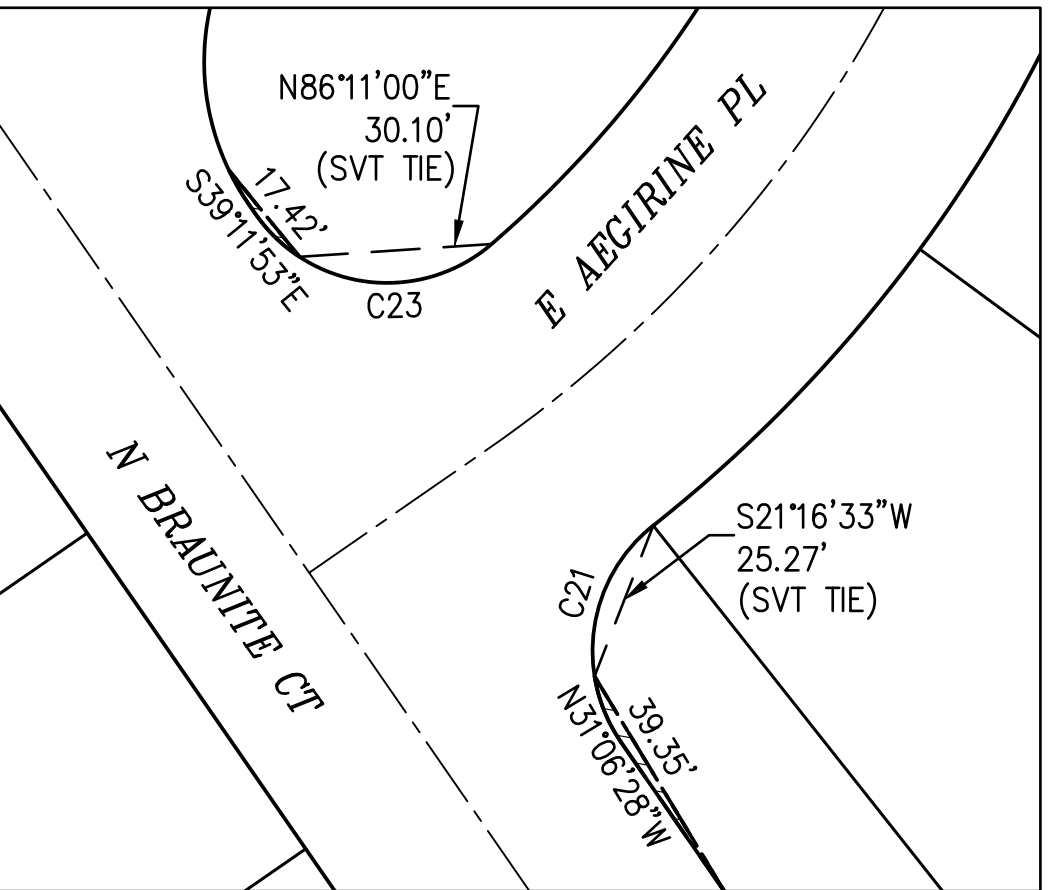 N86°11'00"E
30.10'
(SVT TIE)
17.42'
S39°11'53"E
C23
E AEGIRINE PL
N BRAUNITE CT
S21°16'33"W
25.27'
(SVT TIE)
C21
39.35'
N31°06'28"W